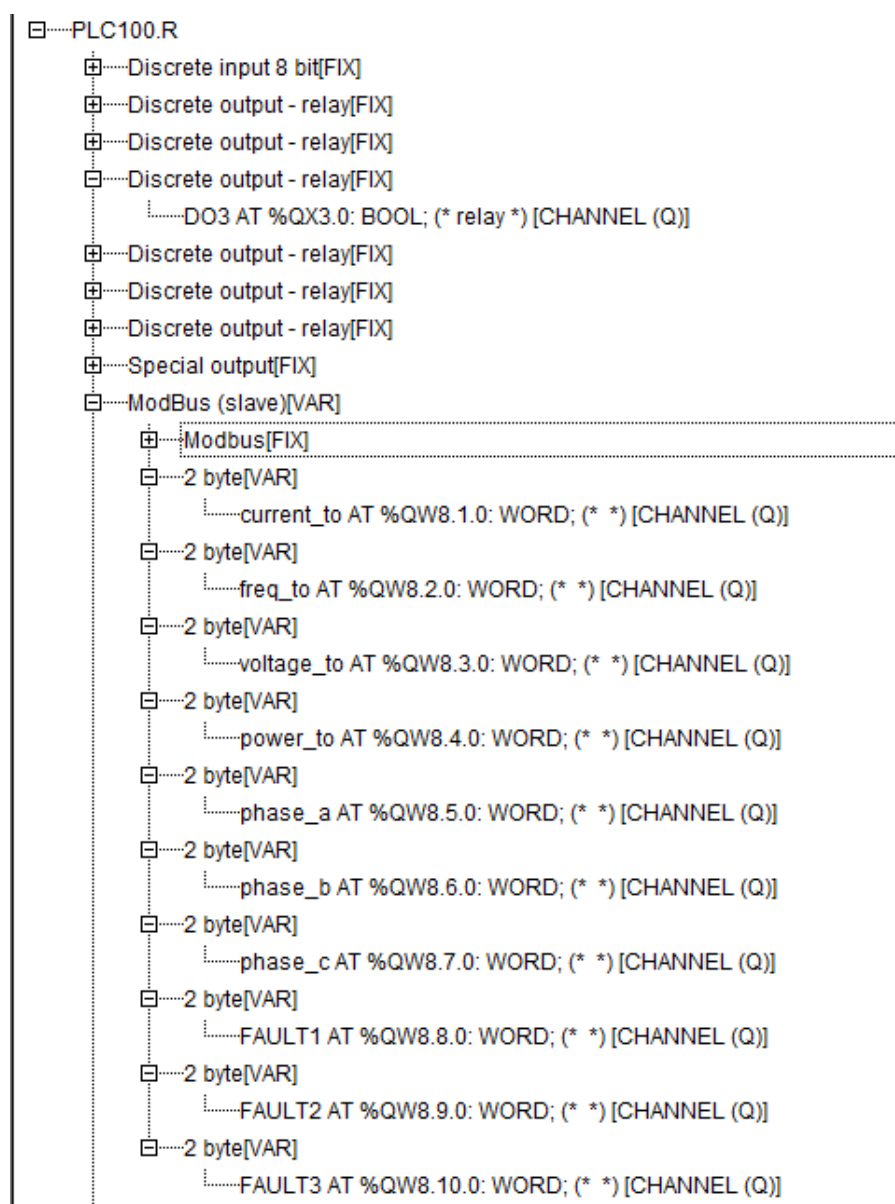 PLC100.R
Discrete input 8 bit[FIX]
Discrete output - relay[FIX]
Discrete output - relay[FIX]
Discrete output - relay[FIX]
DO3 AT %QX3.0: BOOL; (* relay *) [CHANNEL (Q)]
Discrete output - relay[FIX]
Discrete output - relay[FIX]
Discrete output - relay[FIX]
Special output[FIX]
ModBus (slave)[VAR]
Modbus[FIX]
2 byte[VAR]
current_to AT %QW8.1.0: WORD; (* *) [CHANNEL (Q)]
2 byte[VAR]
freq_to AT %QW8.2.0: WORD; (* *) [CHANNEL (Q)]
2 byte[VAR]
voltage_to AT %QW8.3.0: WORD; (* *) [CHANNEL (Q)]
2 byte[VAR]
power_to AT %QW8.4.0: WORD; (* *) [CHANNEL (Q)]
2 byte[VAR]
phase_a AT %QW8.5.0: WORD; (* *) [CHANNEL (Q)]
2 byte[VAR]
phase_b AT %QW8.6.0: WORD; (* *) [CHANNEL (Q)]
2 byte[VAR]
phase_c AT %QW8.7.0: WORD; (* *) [CHANNEL (Q)]
2 byte[VAR]
FAULT1 AT %QW8.8.0: WORD; (* *) [CHANNEL (Q)]
2 byte[VAR]
FAULT2 AT %QW8.9.0: WORD; (* *) [CHANNEL (Q)]
2 byte[VAR]
FAULT3 AT %QW8.10.0: WORD; (* *) [CHANNEL (Q)]